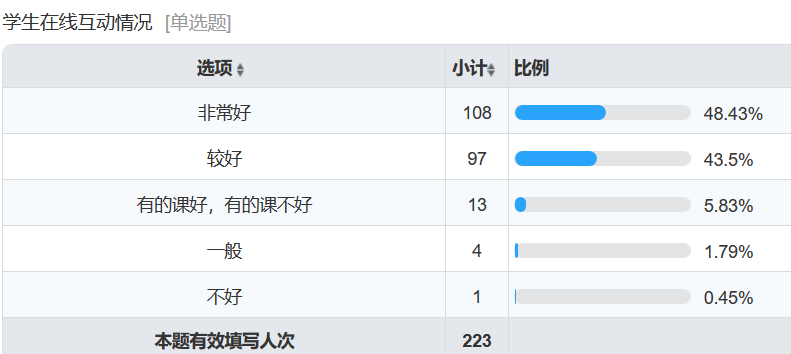 学生在线互动情况 [单选题]
选项 小计 比例
非常好 108 48.43%
较好 97 43.5%
有的课好，有的课不好 13 5.83%
一般 4 1.79%
不好 1 0.45%
本题有效填写人次 223